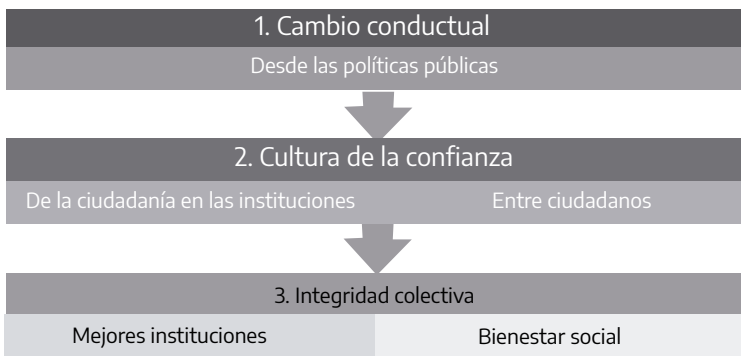 1. Cambio conductual
Desde las políticas públicas
2. Cultura de la confianza
De la ciudadanía en las instituciones
Entre ciudadanos
3. Integridad colectiva
Mejores instituciones
Bienestar social